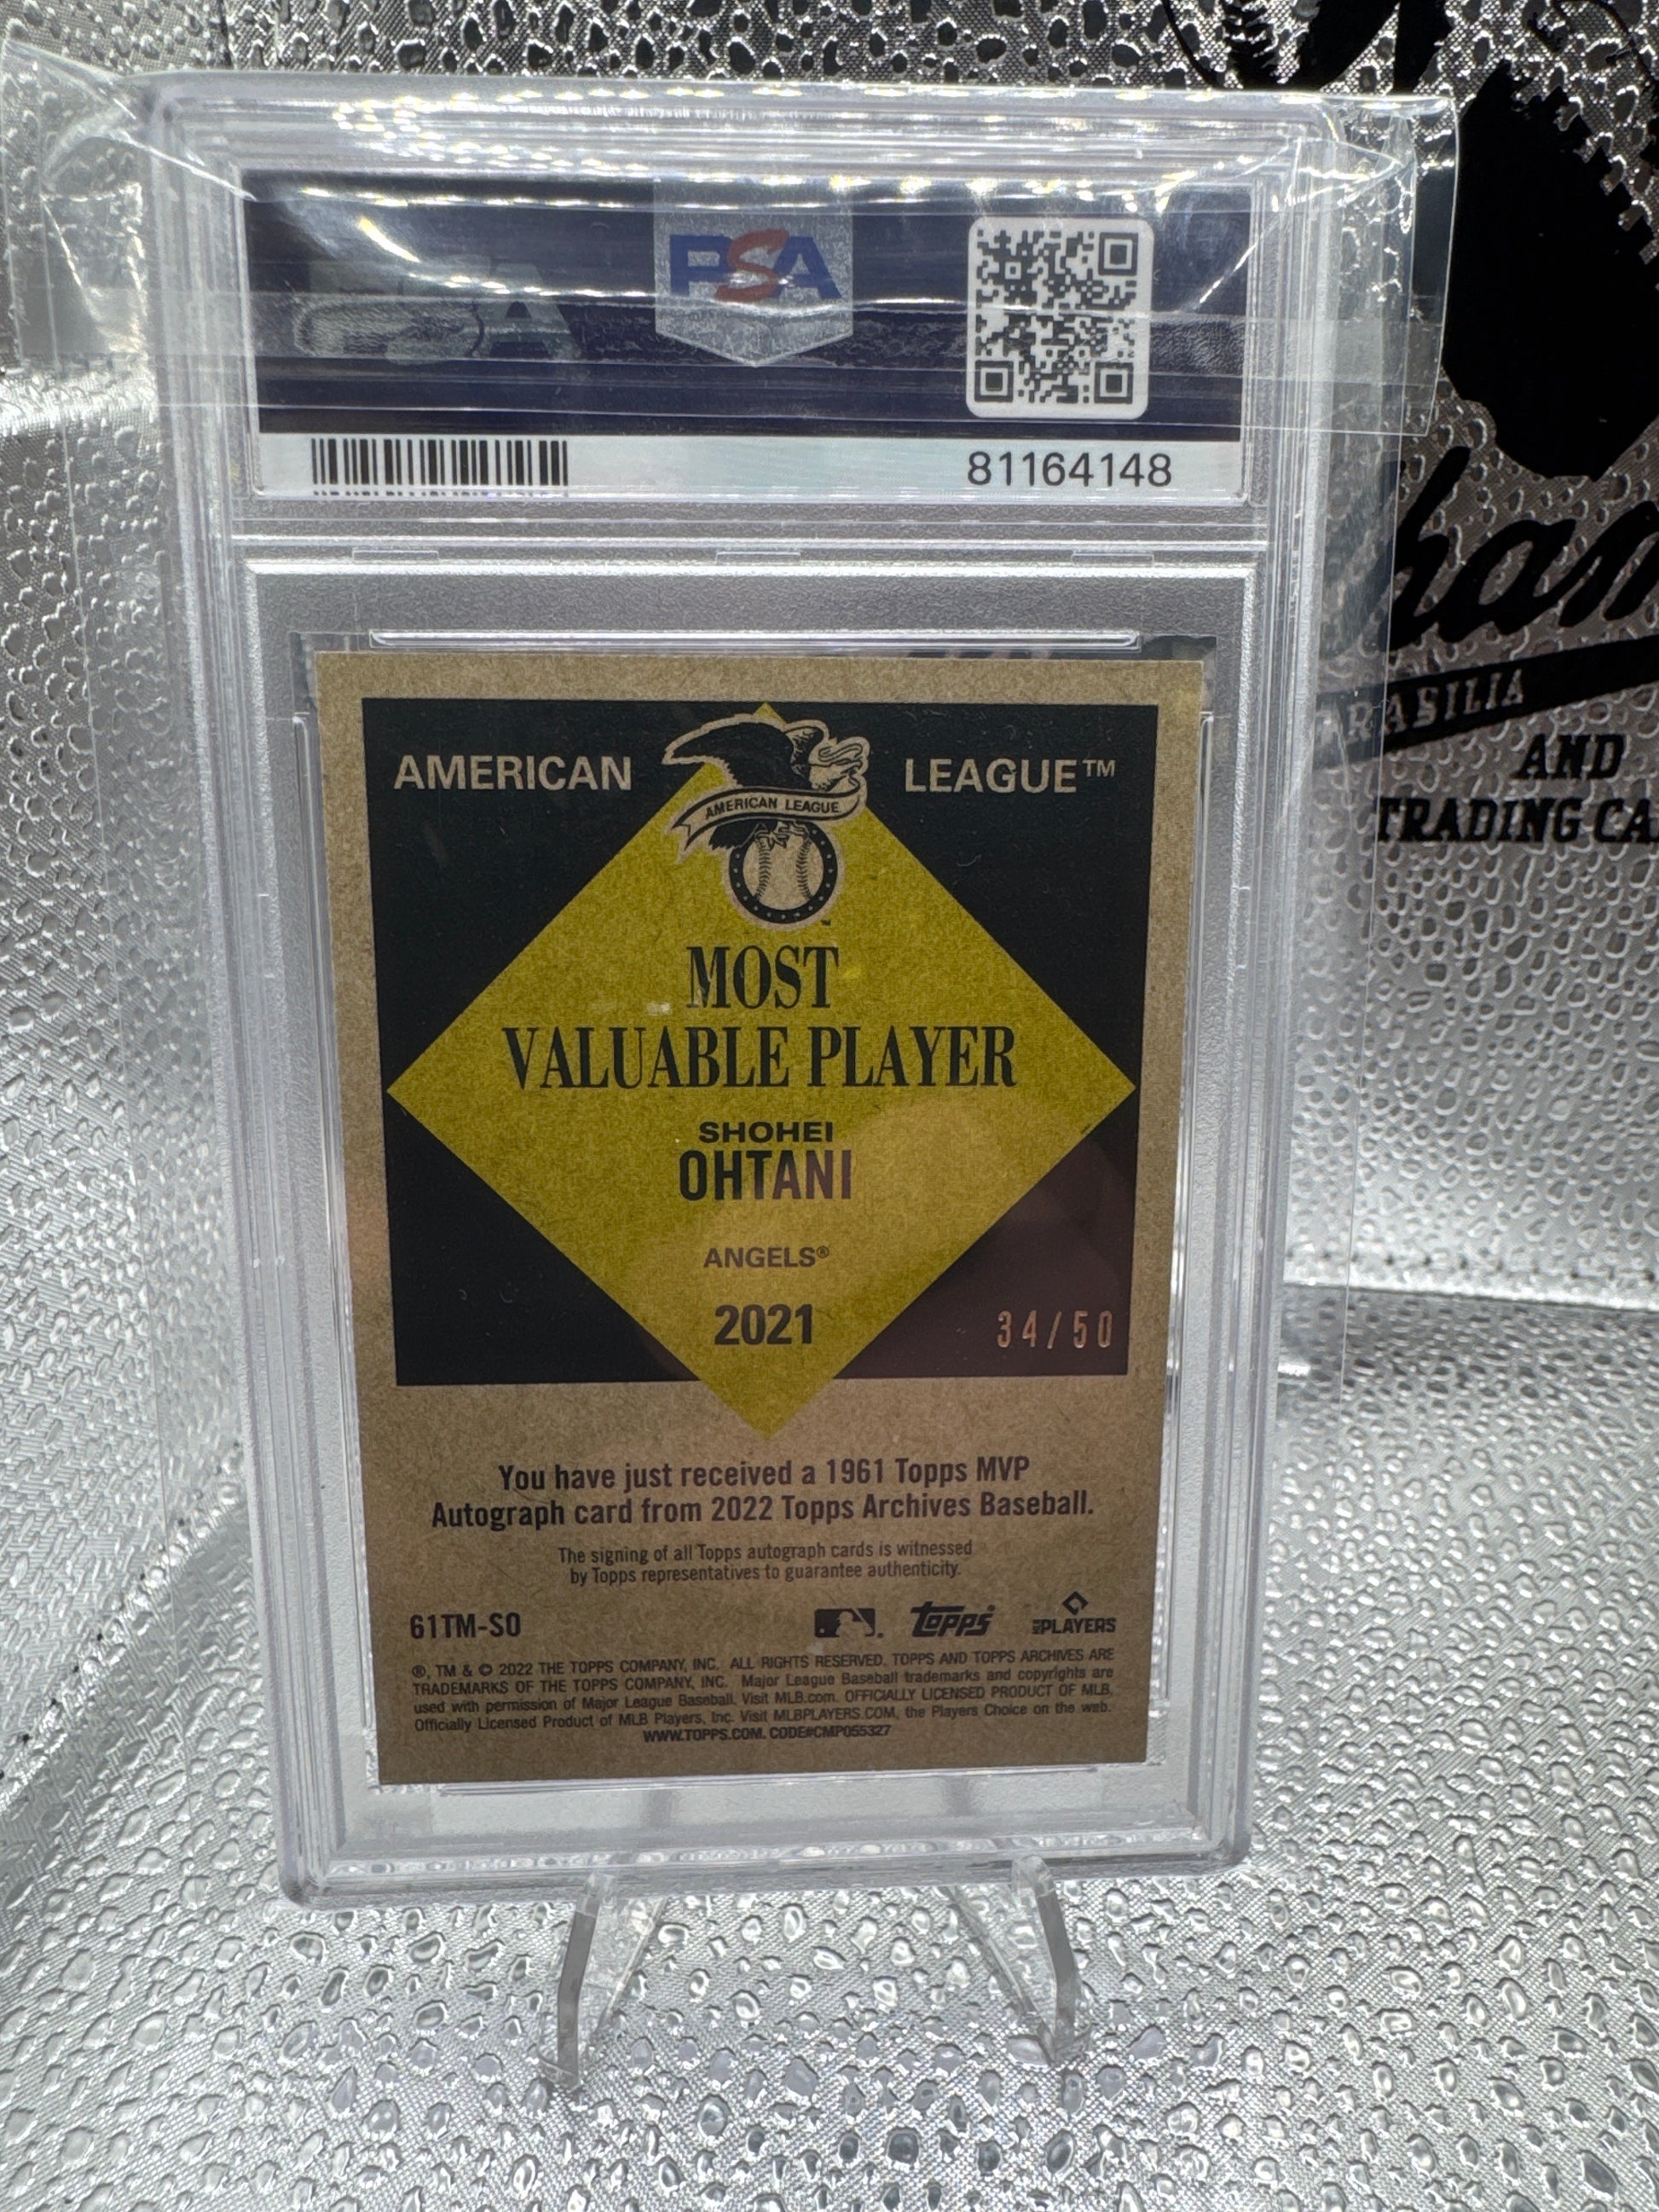 PSA
81164148
ham
RASILIA
AND
TRADING CA
AMERICAN LEAGUE™
AMERICAN LEAGUE
MOST
VALUABLE PLAYER
SHOHEI
OHTANI
ANGELS®
2021
34/50
You have just received a 1961 Topps MVP
Autograph card from 2022 Topps Archives Baseball.
The signing of all Topps autograph cards is witnessed
by Topps representatives to guarantee authenticity.
61TM-SO
Topps
PLAYERS
®, TM & © 2022 THE TOPPS COMPANY, INC. ALL RIGHTS RESERVED. TOPPS AND TOPPS ARCHIVES ARE
TRADEMARKS OF THE TOPPS COMPANY, INC. Major League Baseball trademarks and copyrights are
used with permission of Major League Baseball. Visit MLB.com. OFFICIALLY LICENSED PRODUCT OF MLB.
Officially Licensed Product of MLB Players, Inc. Visit MLBPLAYERS.COM, the Players Choice on the web.
WWW.TOPPS.COM. CODE#CMP055327